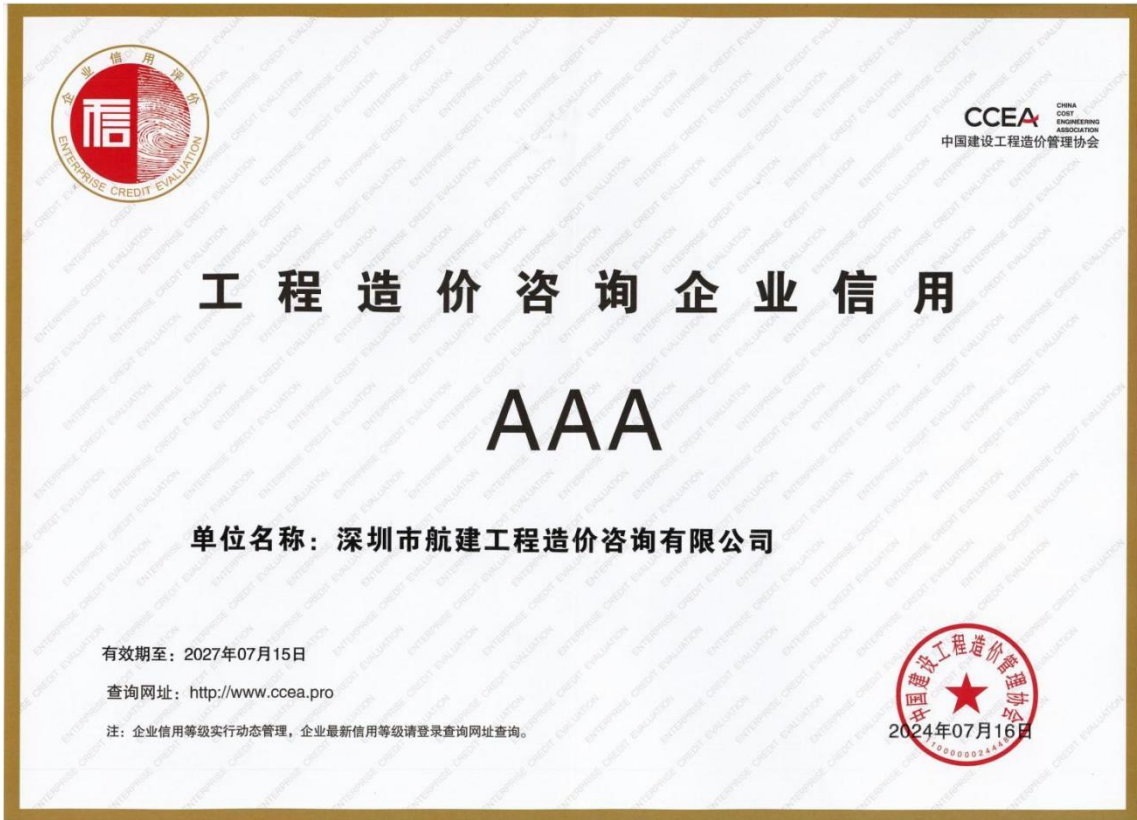 企业信用评价
信
ENTERPRISE CREDIT EVALUATION
CCEA
CHINA
COST
ENGINEERING
ASSOCIATION
中国建设工程造价管理协会
工程造价咨询企业信用
AAA
单位名称：深圳市航建工程造价咨询有限公司
有效期至：2027年07月15日
查询网址：http://www.ccea.pro
注：企业信用等级实行动态管理，企业最新信用等级请登录查询网址查询。
中国建设工程造价管理协会
2024年07月16日